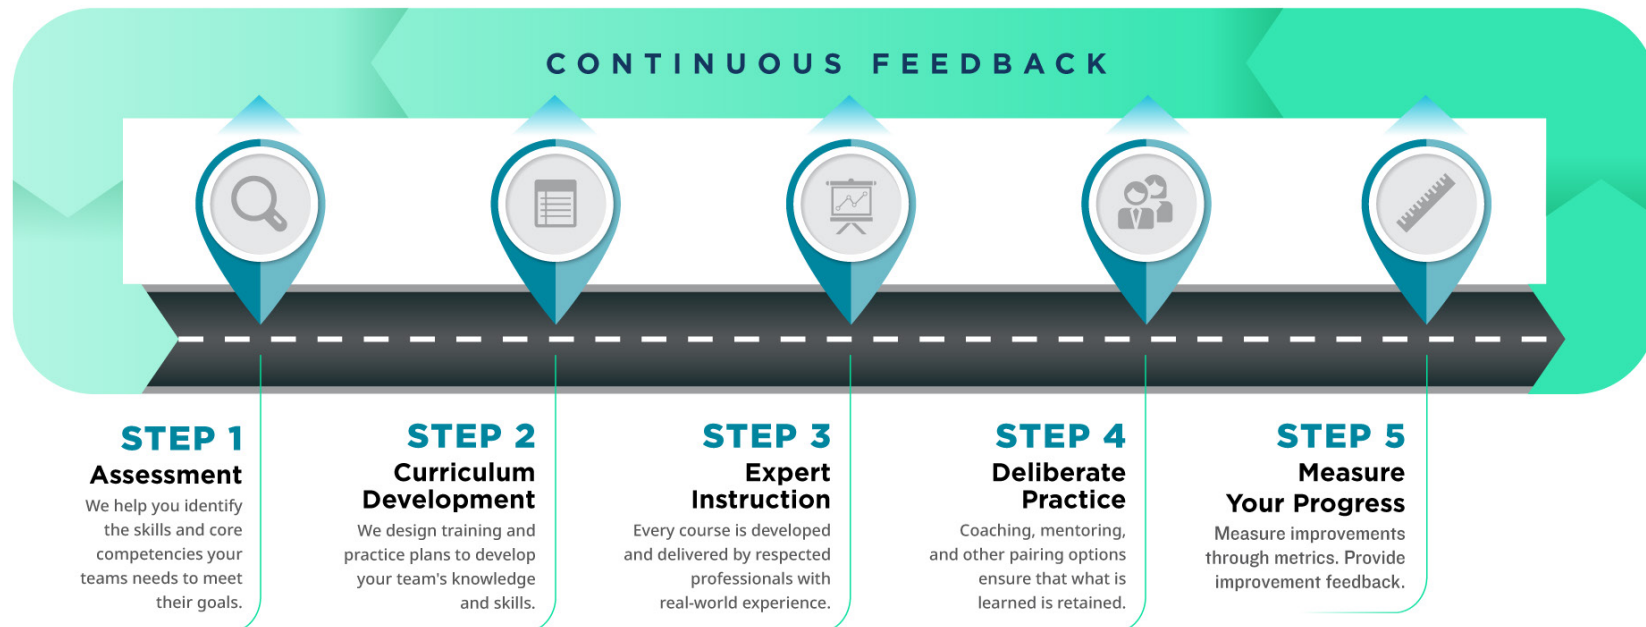 CONTINUOUS FEEDBACK
STEP 1
Assessment
We help you identify
the skills and core
competencies your
teams needs to meet
their goals.
STEP 2
Curriculum
Development
We design training and
practice plans to develop
your team's knowledge
and skills.
STEP 3
Expert
Instruction
Every course is developed
and delivered by respected
professionals with
real-world experience.
STEP 4
Deliberate
Practice
Coaching, mentoring,
and other pairing options
ensure that what is
learned is retained.
STEP 5
Measure
Your Progress
Measure improvements
through metrics. Provide
improvement feedback.